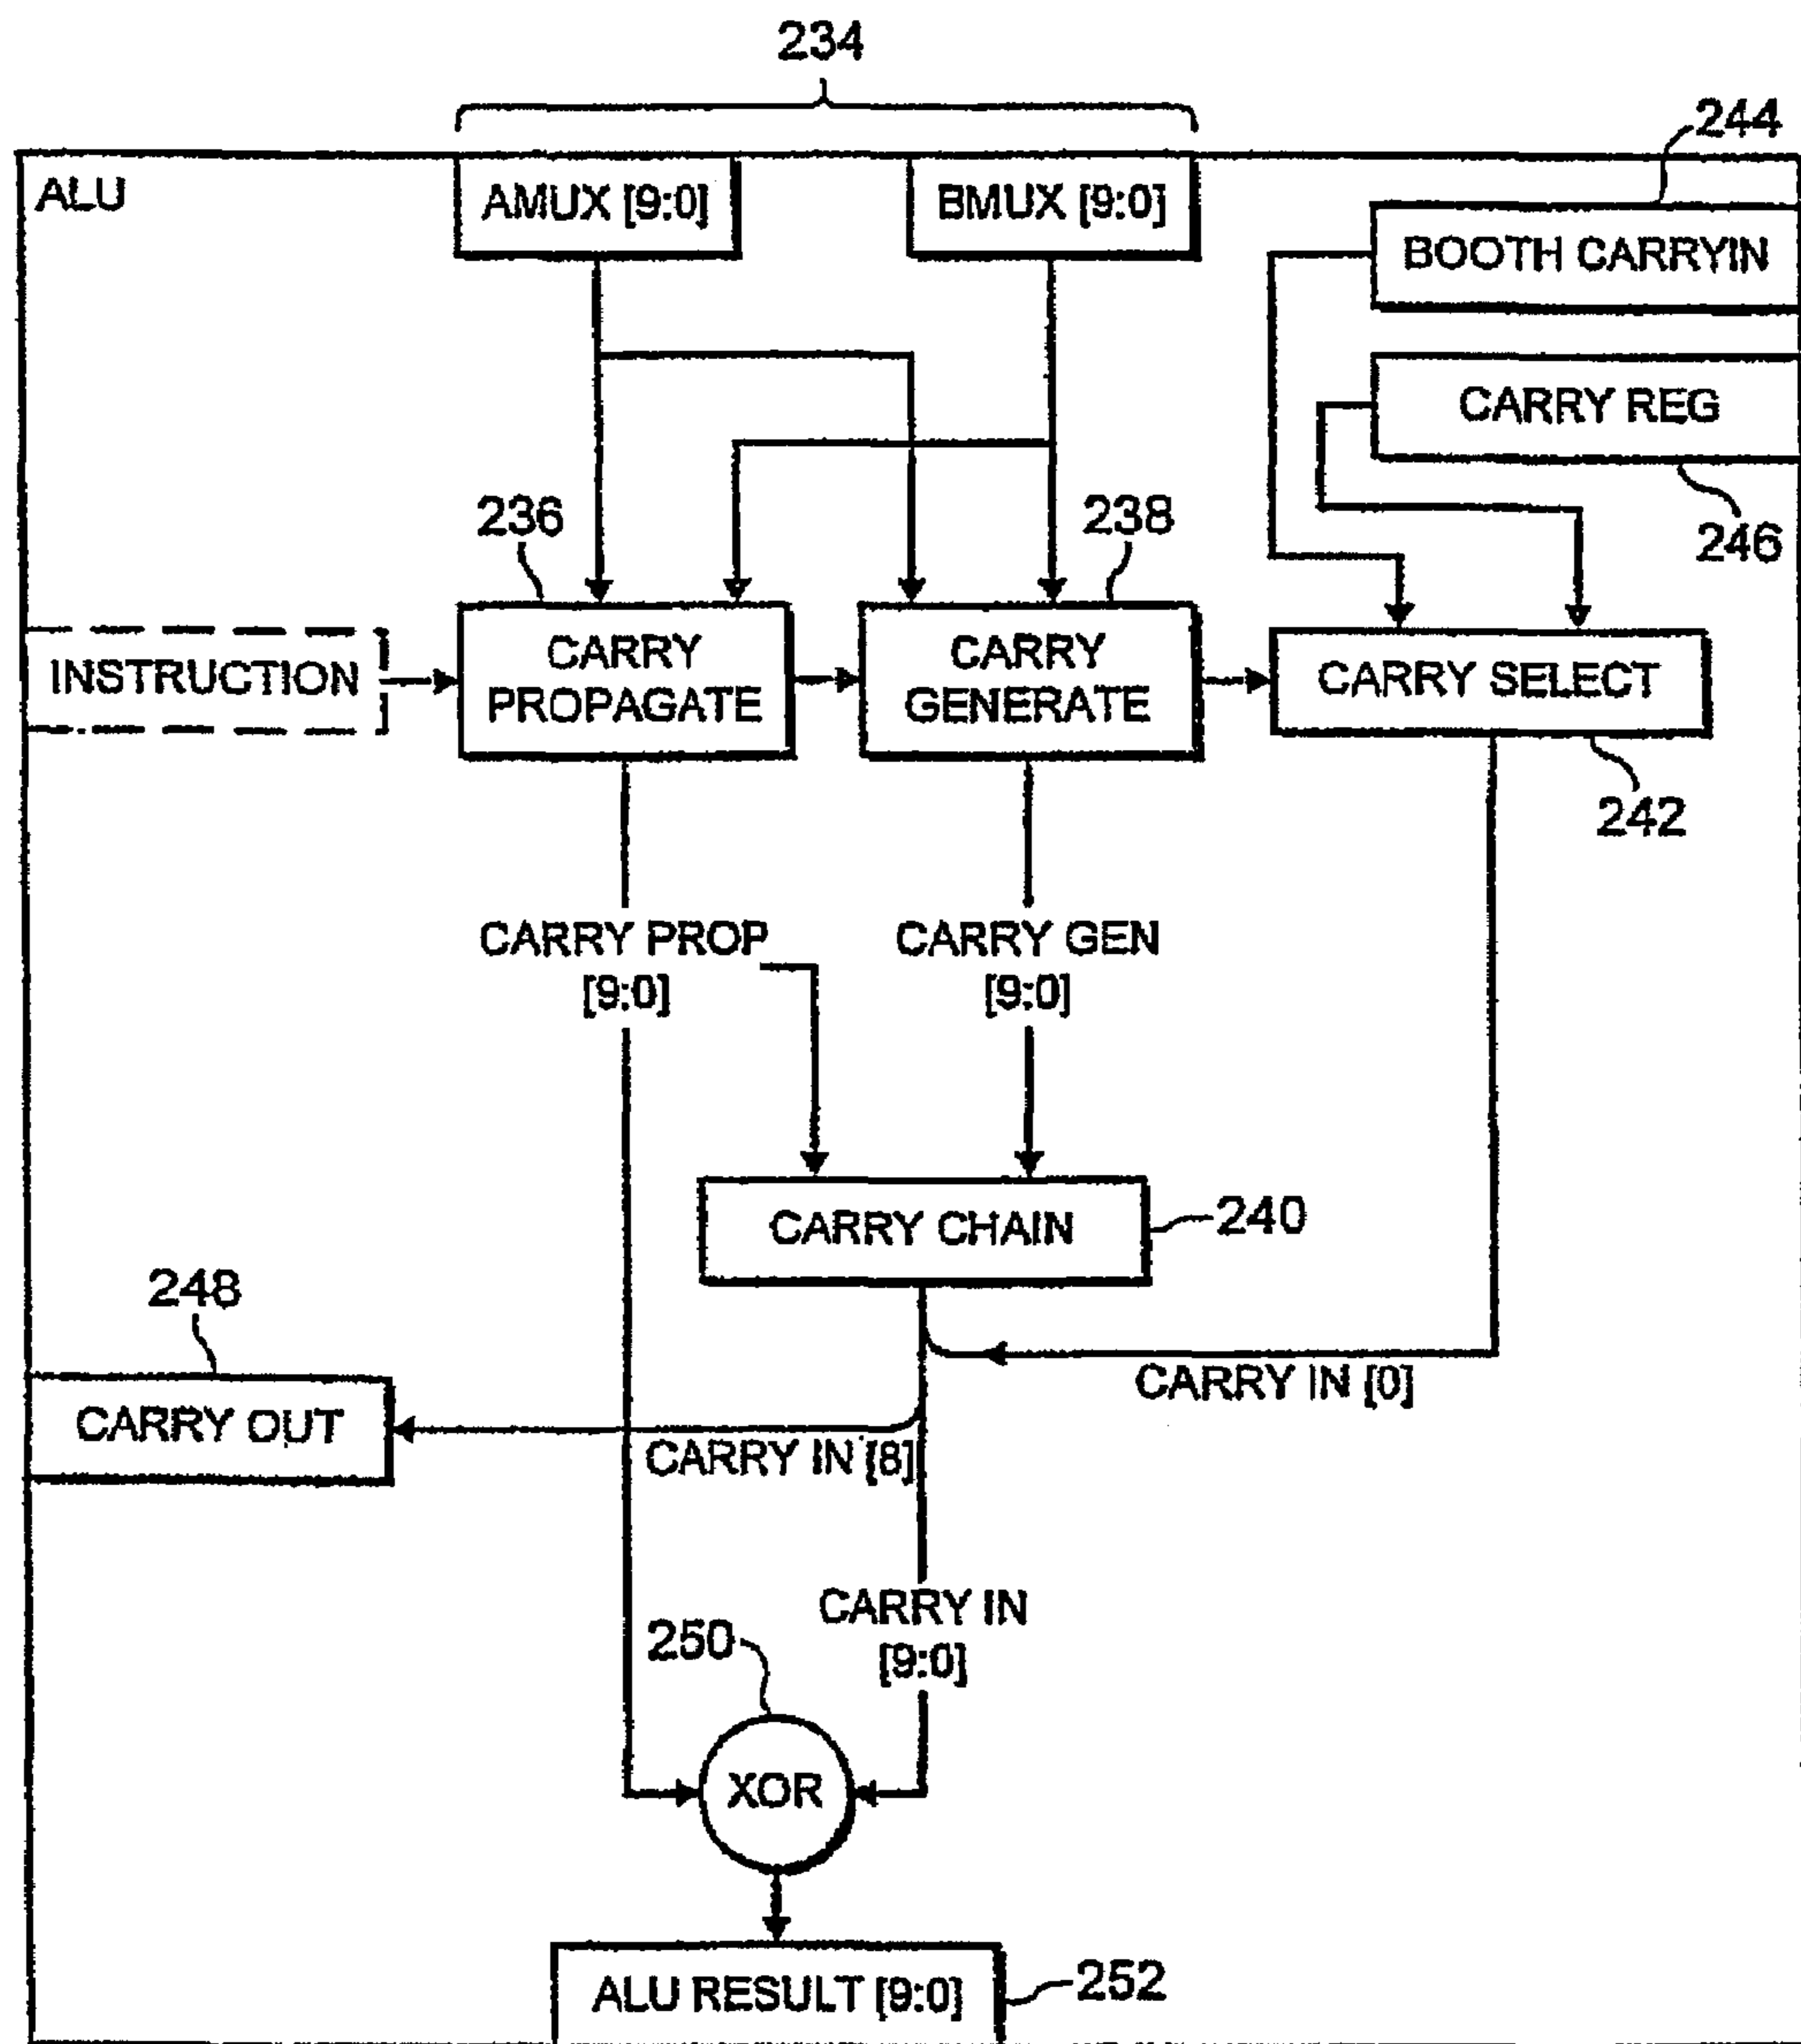 234
244
ALU
AMUX [9:0]
BMUX [9:0]
BOOTH CARRYIN
CARRY REG
246
236
238
INSTRUCTION
CARRY
PROPAGATE
CARRY
GENERATE
CARRY SELECT
242
CARRY PROP
[9:0]
CARRY GEN
[9:0]
CARRY CHAIN
240
248
CARRY IN [0]
CARRY OUT
CARRY IN [8]
CARRY IN
[9:0]
250
XOR
ALU RESULT [9:0]
252